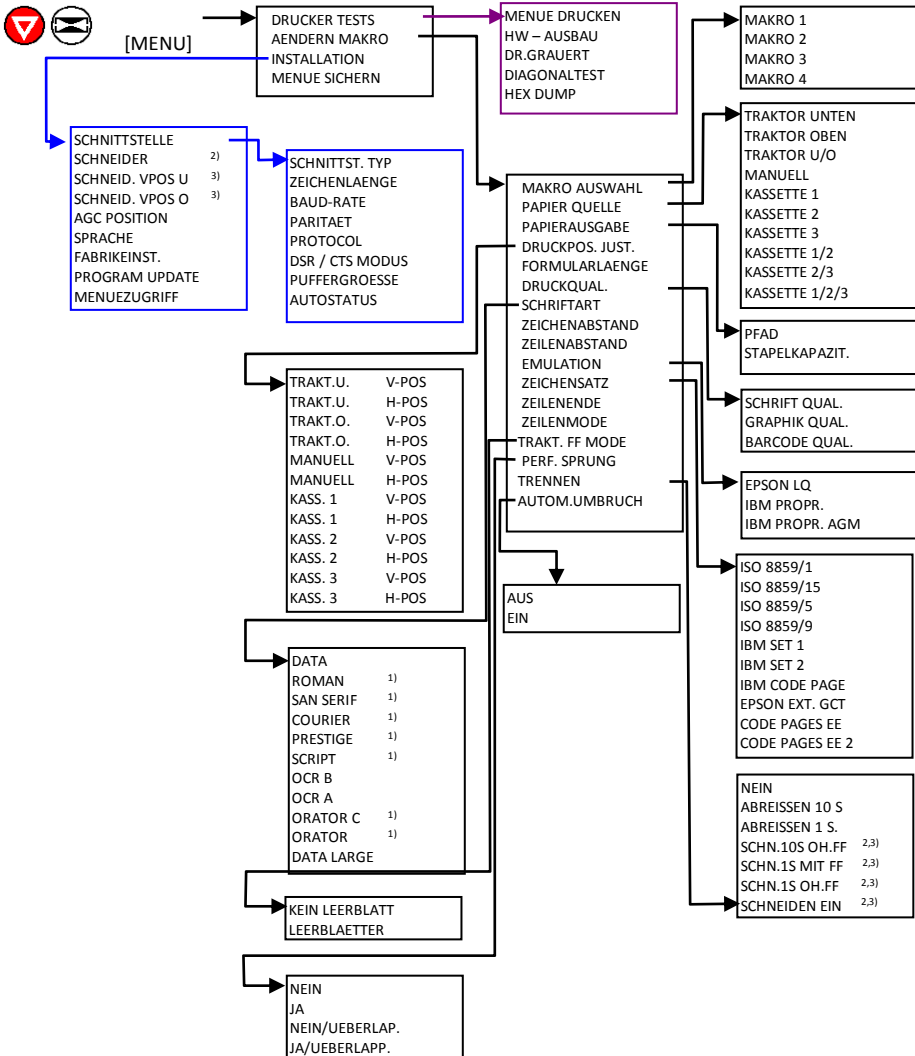 [MENU]
DRUCKER TESTS
AENDERN MAKRO
INSTALLATION
MENUE SICHERN
MENUE DRUCKEN
HW – AUSBAU
DR.GRAUERT
DIAGONALTEST
HEX DUMP
MAKRO 1
MAKRO 2
MAKRO 3
MAKRO 4
SCHNITTSTELLE
SCHNEIDER 2)
SCHNEID. VPOS U 3)
SCHNEID. VPOS O 3)
AGC POSITION
SPRACHE
FABRIKEINST.
PROGRAM UPDATE
MENUEZUGRIFF
SCHNITTST. TYP
ZEICHENLAENGE
BAUD-RATE
PARITAET
PROTOCOL
DSR / CTS MODUS
PUFFERGROESSE
AUTOSTATUS
MAKRO AUSWAHL
PAPIER QUELLE
PAPIERAUSGABE
DRUCKPOS. JUST.
FORMULARLAENGE
DRUCKQUAL.
SCHRIFTART
ZEICHENABSTAND
ZEILENABSTAND
EMULATION
ZEICHENSATZ
ZEILENENDE
ZEILENMODE
TRAKT. FF MODE
PERF. SPRUNG
TRENNEN
AUTOM.UMBRUCH
TRAKTOR UNTEN
TRAKTOR OBEN
TRAKTOR U/O
MANUELL
KASSETTE 1
KASSETTE 2
KASSETTE 3
KASSETTE 1/2
KASSETTE 2/3
KASSETTE 1/2/3
PFAD
STAPELKAPAZIT.
SCHRIFT QUAL.
GRAPHIK QUAL.
BARCODE QUAL.
EPSON LQ
IBM PROPR.
IBM PROPR. AGM
ISO 8859/1
ISO 8859/15
ISO 8859/5
ISO 8859/9
IBM SET 1
IBM SET 2
IBM CODE PAGE
EPSON EXT. GCT
CODE PAGES EE
CODE PAGES EE 2
NEIN
ABREISSEN 10 S
ABREISSEN 1 S.
SCHN.10S OH.FF 2,3)
SCHN.1S MIT FF 2,3)
SCHN.1S OH.FF 2,3)
SCHNEIDEN EIN 2,3)
TRAKT.U. V-POS
TRAKT.U. H-POS
TRAKT.O. V-POS
TRAKT.O. H-POS
MANUELL V-POS
MANUELL H-POS
KASS. 1 V-POS
KASS. 1 H-POS
KASS. 2 V-POS
KASS. 2 H-POS
KASS. 3 V-POS
KASS. 3 H-POS
AUS
EIN
DATA
ROMAN 1)
SAN SERIF 1)
COURIER 1)
PRESTIGE 1)
SCRIPT 1)
OCR B
OCR A
ORATOR C 1)
ORATOR 1)
DATA LARGE
KEIN LEERBLATT
LEERBLAETTER
NEIN
JA
NEIN/UEBERLAP.
JA/UEBERLAPP.